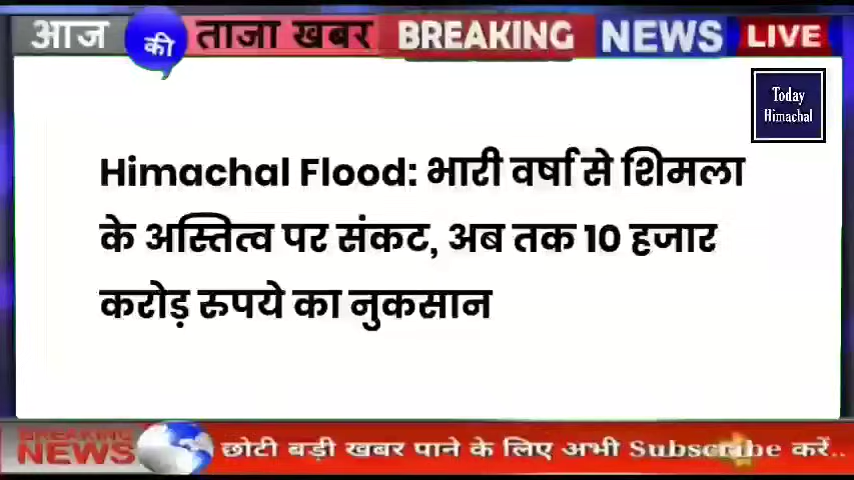 आज की ताजा खबर BREAKING NEWS LIVE
Today
Himachal
Himachal Flood: भारी वर्षा से शिमला
के अस्तित्व पर संकट, अब तक 10 हजार
करोड़ रुपये का नुकसान
BREAKING
NEWS
छोटी बड़ी खबर पाने के लिए अभी Subscribe करें..